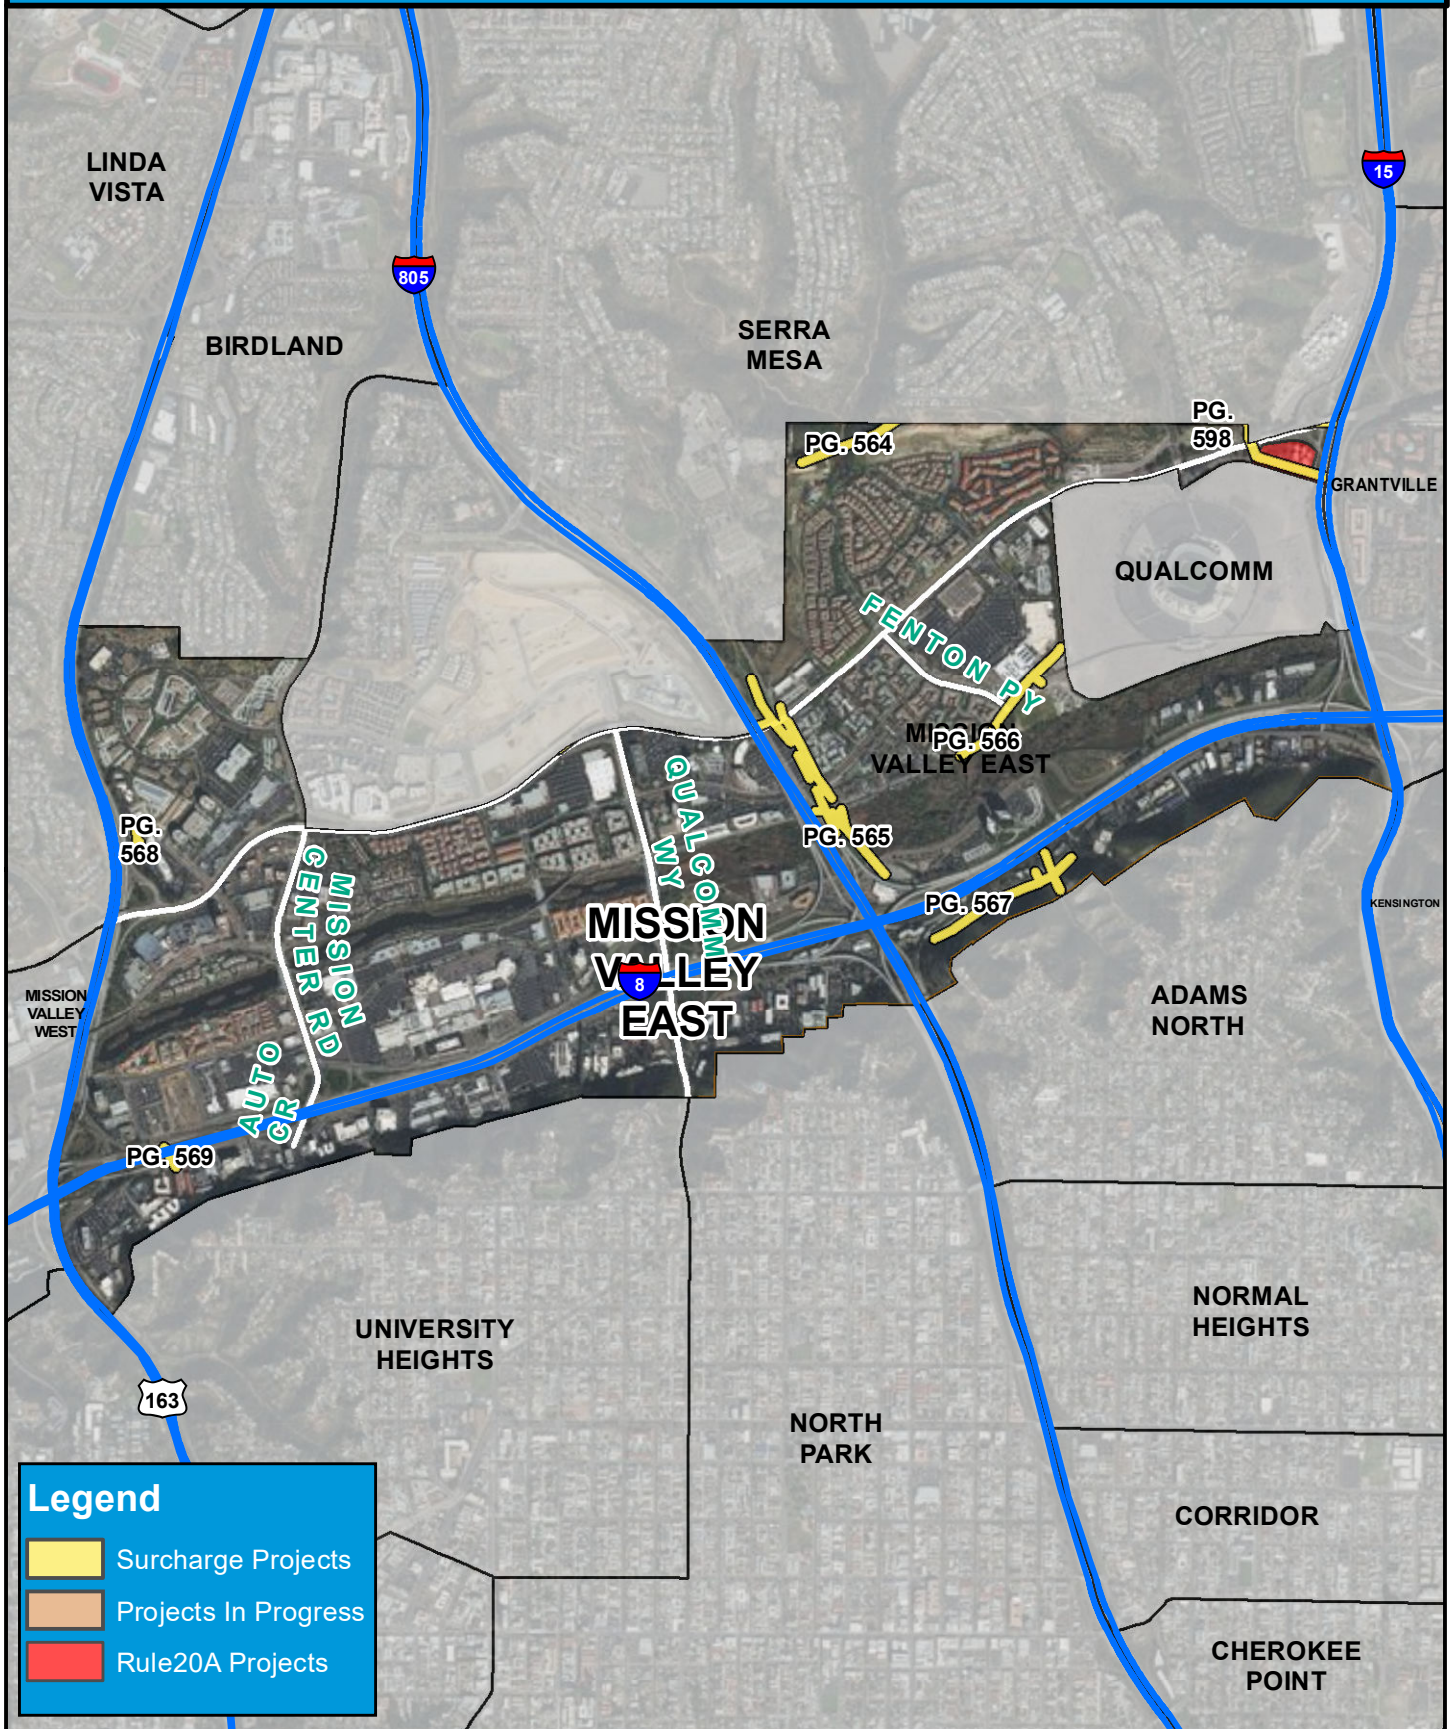 LINDA
VISTA
15
805
BIRDLAND
SERRA
MESA
PG.
598
PG. 564
GRANTVILLE
QUALCOMM
FENTON PY
MISSION
VALLEY EAST
PG. 566
QUALCOMM
WY
PG. 565
PG.
568
MISSION
CENTER RD
PG. 567
KENSINGTON
MISSION
VALLEY
EAST
8
MISSION
VALLEY
WEST
ADAMS
NORTH
AUTO
CR
PG. 569
NORMAL
HEIGHTS
UNIVERSITY
HEIGHTS
163
NORTH
PARK
CORRIDOR
CHEROKEE
POINT
Legend
Surcharge Projects
Projects In Progress
Rule20A Projects